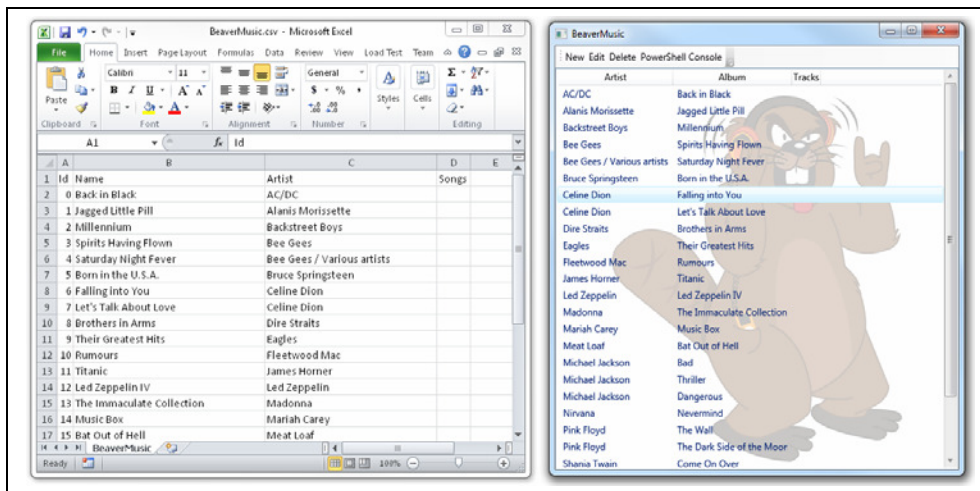 BeaverMusic.csv - Microsoft Excel
File Home Insert Page Layout Formulas Data Review View Load Test Team
Calibri 11 General
Paste B I U $ % , Styles Cells
Clipboard Font Alignment Number Editing
A1 fx Id
A B C D E
1 Id Name Artist Songs
2 0 Back in Black AC/DC
3 1 Jagged Little Pill Alanis Morissette
4 2 Millennium Backstreet Boys
5 3 Spirits Having Flown Bee Gees
6 4 Saturday Night Fever Bee Gees / Various artists
7 5 Born in the U.S.A. Bruce Springsteen
8 6 Falling into You Celine Dion
9 7 Let's Talk About Love Celine Dion
10 8 Brothers in Arms Dire Straits
11 9 Their Greatest Hits Eagles
12 10 Rumours Fleetwood Mac
13 11 Titanic James Horner
14 12 Led Zeppelin IV Led Zeppelin
15 13 The Immaculate Collection Madonna
16 14 Music Box Mariah Carey
17 15 Bat Out of Hell Meat Loaf
BeaverMusic
Ready 100%
BeaverMusic
New Edit Delete PowerShell Console
Artist Album Tracks
AC/DC Back in Black
Alanis Morissette Jagged Little Pill
Backstreet Boys Millennium
Bee Gees Spirits Having Flown
Bee Gees / Various artists Saturday Night Fever
Bruce Springsteen Born in the U.S.A.
Celine Dion Falling into You
Celine Dion Let's Talk About Love
Dire Straits Brothers in Arms
Eagles Their Greatest Hits
Fleetwood Mac Rumours
James Horner Titanic
Led Zeppelin Led Zeppelin IV
Madonna The Immaculate Collection
Mariah Carey Music Box
Meat Loaf Bat Out of Hell
Michael Jackson Bad
Michael Jackson Thriller
Michael Jackson Dangerous
Nirvana Nevermind
Pink Floyd The Wall
Pink Floyd The Dark Side of the Moor
Shania Twain Come On Over